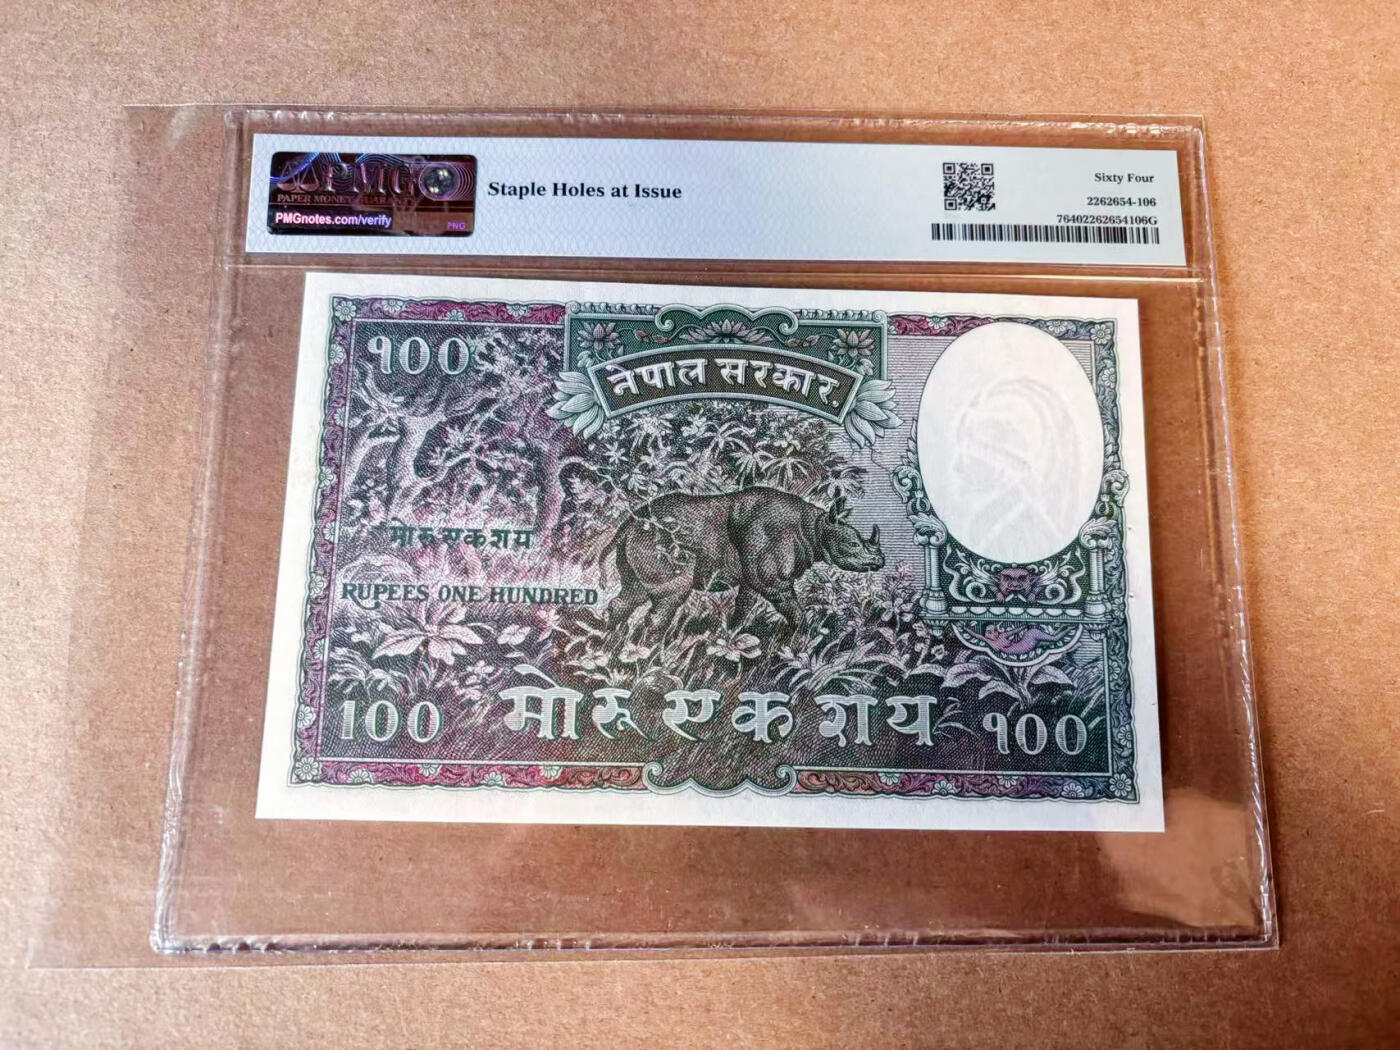 PMG
PAPER MONEY GUARANTY
PMGnotes.com/verify
PNG
Staple Holes at Issue
Sixty Four
2262654-106
76402262654106G
१००
नेपाल सरकार.
मोरू एक शय
RUPEES ONE HUNDRED
100
मोरू एक शय
१००